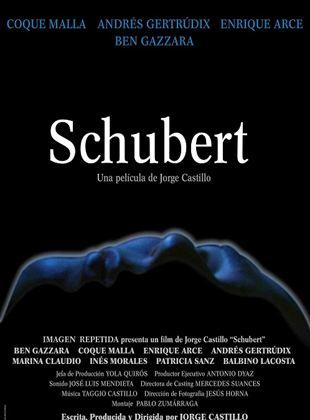 COQUE MALLA   ANDRÉS GERTRÚDIX   ENRIQUE ARCE
BEN GAZZARA
Schubert
Una película de Jorge Castillo
IMAGEN REPETIDA presenta un film de Jorge Castillo "Schubert"
BEN GAZZARA   COQUE MALLA   ENRIQUE ARCE   ANDRÉS GERTRÚDIX
MARINA CLAUDIO   INÉS MORALES   PATRICIA SANZ   BALBINO LACOSTA
Jefa de Producción YOLA QUIRÓS   Productor Ejecutivo ANTONIO DYAZ
Sonido JOSÉ LUIS MENDIETA   Directora de Casting MERCEDES SUANCES
Música TAGGIO CASTILLO   Dirección de Fotografía JESÚS HORNA
Montaje PABLO ZUMÁRRAGA
Escrita, Producida y Dirigida por JORGE CASTILLO